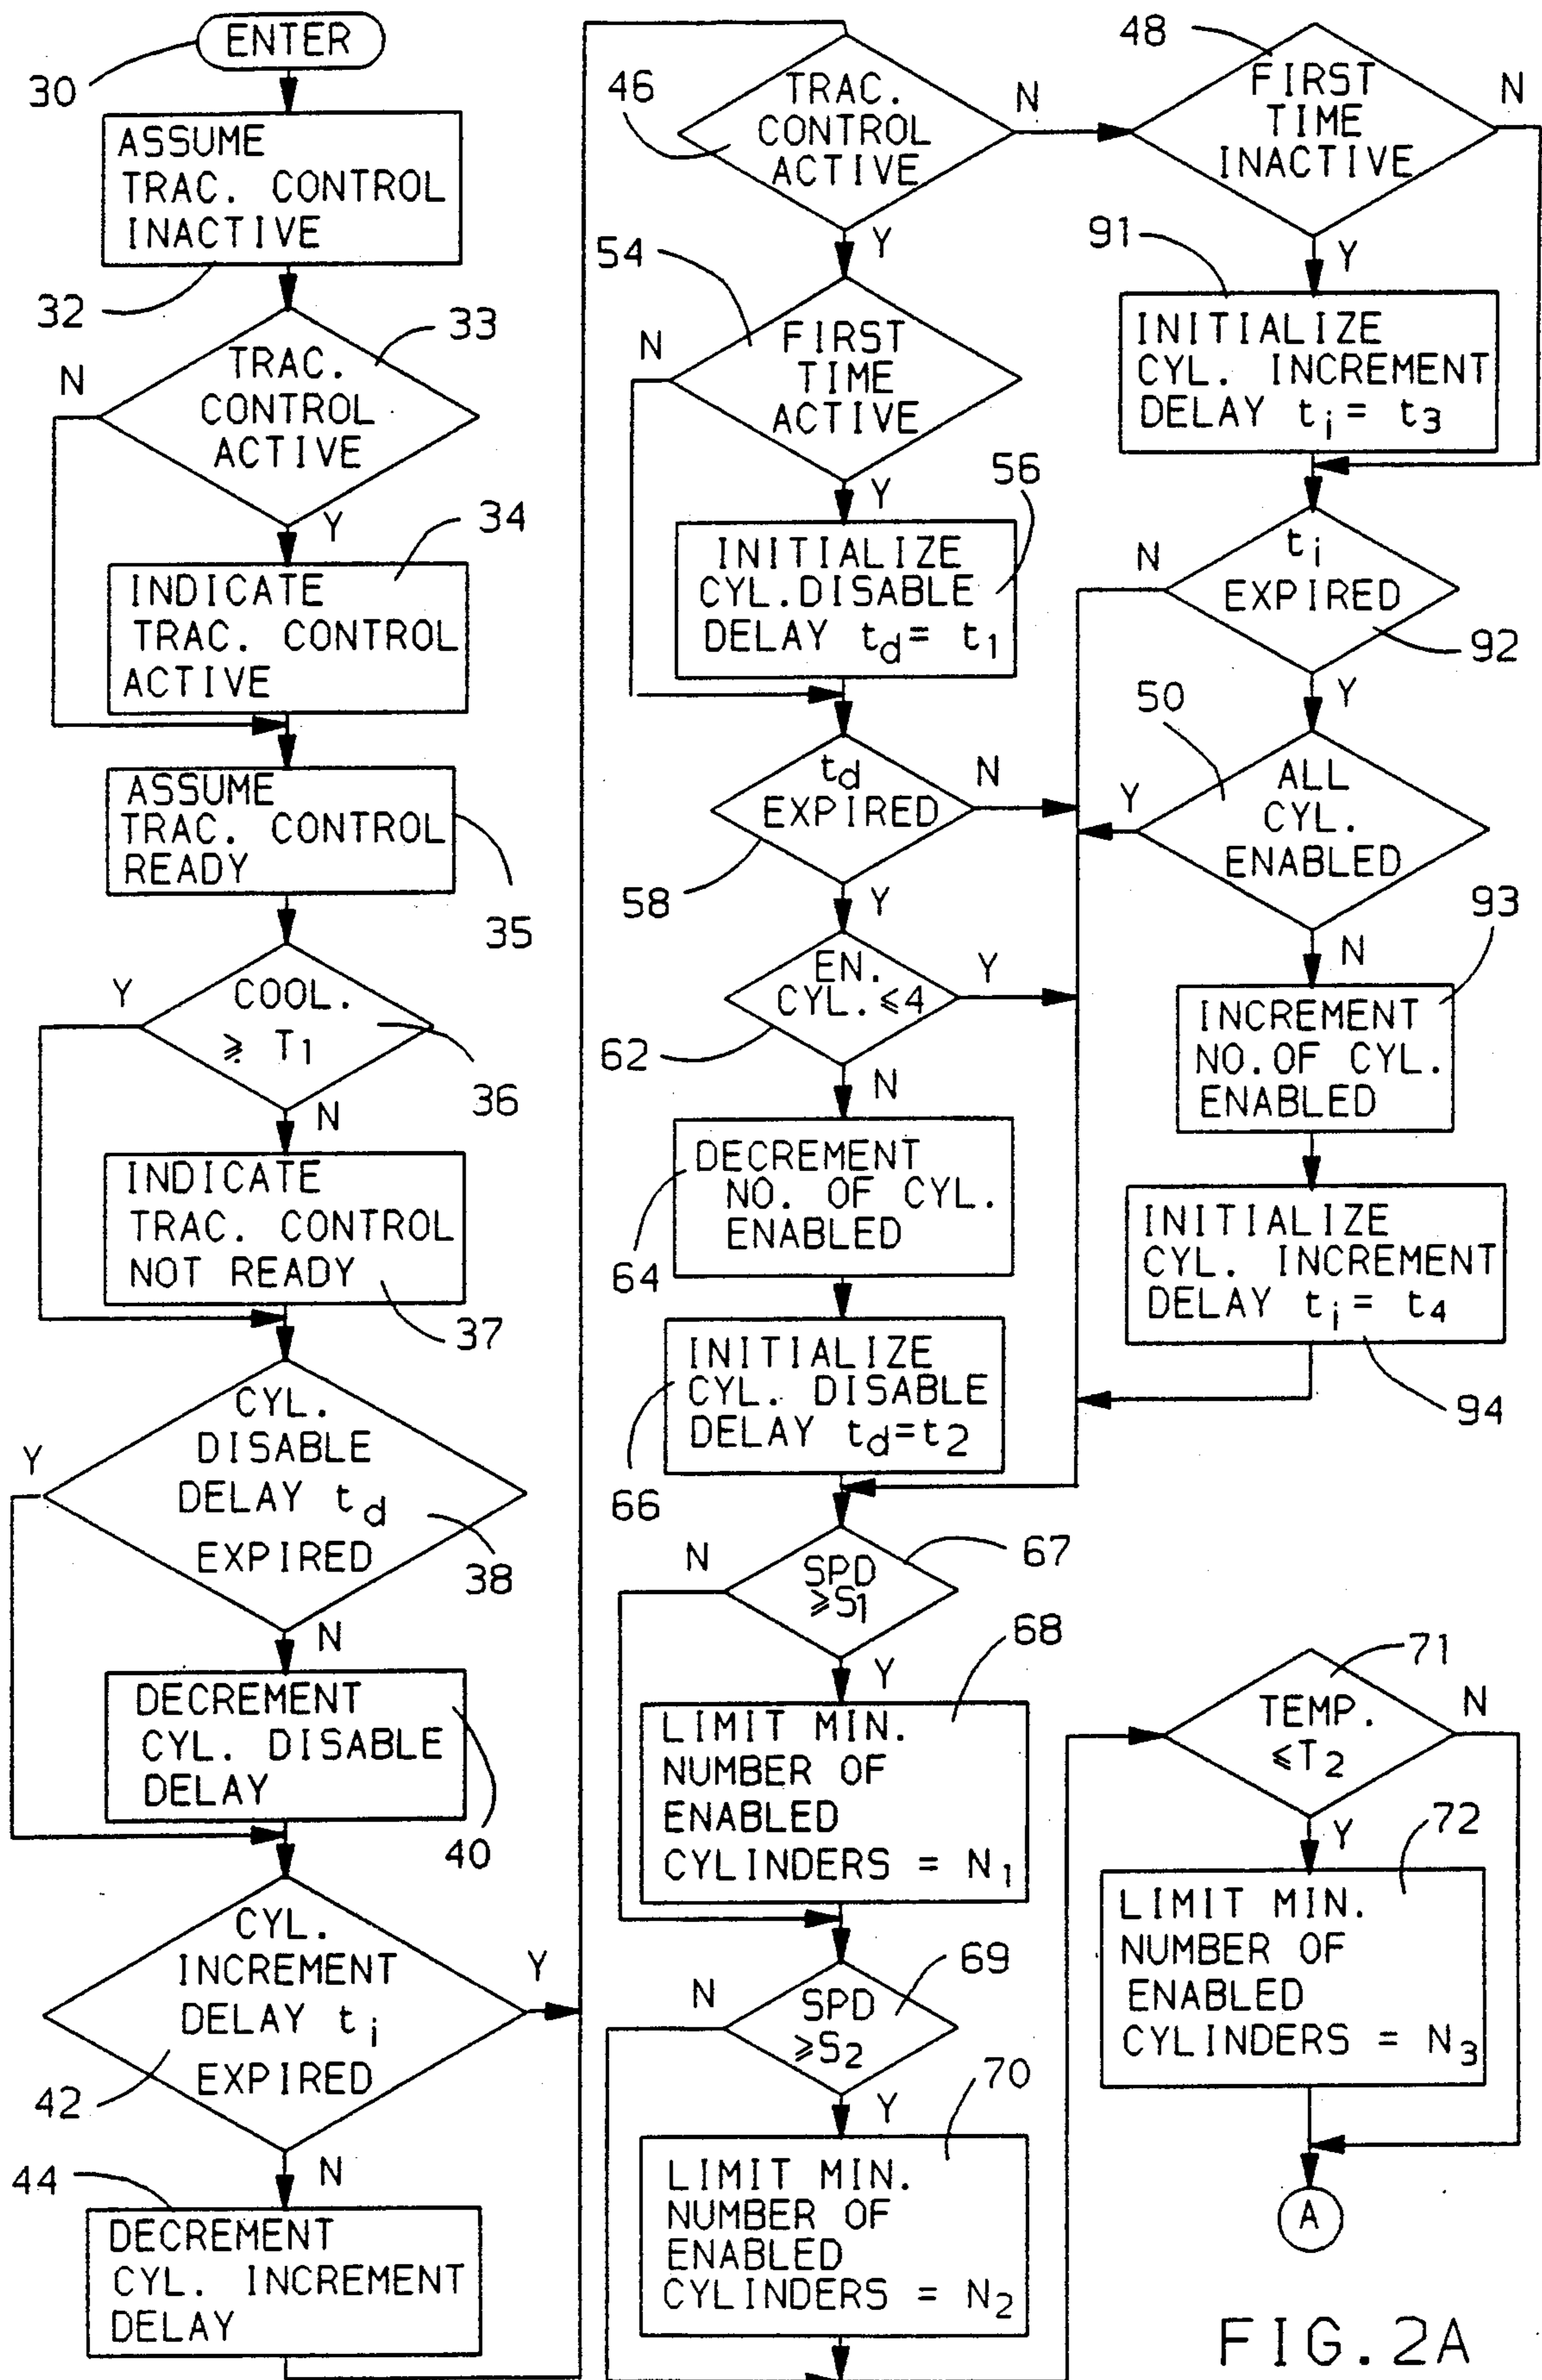 ENTER
30
ASSUME
TRAC. CONTROL
INACTIVE
32
33
TRAC.
CONTROL
ACTIVE
N
Y
34
INDICATE
TRAC. CONTROL
ACTIVE
ASSUME
TRAC. CONTROL
READY
35
Y
COOL.
≥ T1
36
N
INDICATE
TRAC. CONTROL
NOT READY
37
CYL.
DISABLE
DELAY td
EXPIRED
Y
38
N
DECREMENT
CYL. DISABLE
DELAY
40
CYL.
INCREMENT
DELAY ti
EXPIRED
Y
42
N
44
DECREMENT
CYL. INCREMENT
DELAY
46
TRAC.
CONTROL
ACTIVE
N
Y
54
N
FIRST
TIME
ACTIVE
Y
56
INITIALIZE
CYL.DISABLE
DELAY td= t1
td
EXPIRED
N
58
Y
EN.
CYL.≤4
Y
62
N
DECREMENT
NO. OF CYL.
ENABLED
64
INITIALIZE
CYL. DISABLE
DELAY td=t2
66
N
SPD
≥S1
67
Y
68
LIMIT MIN.
NUMBER OF
ENABLED
CYLINDERS = N1
N
SPD
≥S2
69
Y
70
LIMIT MIN.
NUMBER OF
ENABLED
CYLINDERS = N2
48
FIRST
TIME
INACTIVE
N
Y
91
INITIALIZE
CYL. INCREMENT
DELAY ti= t3
N
ti
EXPIRED
92
Y
50
Y
ALL
CYL.
ENABLED
N
93
INCREMENT
NO.OF CYL.
ENABLED
INITIALIZE
CYL. INCREMENT
DELAY ti= t4
94
71
TEMP.
≤T2
N
Y
72
LIMIT MIN.
NUMBER OF
ENABLED
CYLINDERS = N3
A
FIG.2A